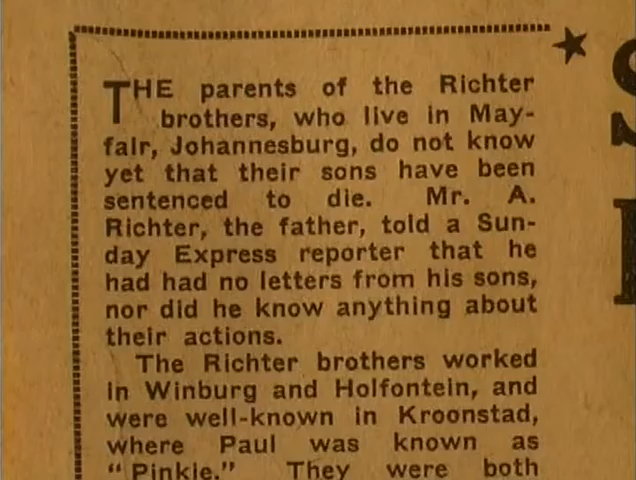 THE parents of the Richter
brothers, who live in May-
fair, Johannesburg, do not know
yet that their sons have been
sentenced to die. Mr. A.
Richter, the father, told a Sun-
day Express reporter that he
had had no letters from his sons,
nor did he know anything about
their actions.
The Richter brothers worked
in Winburg and Holfontein, and
were well-known in Kroonstad,
where Paul was known as
“Pinkie.” They were both